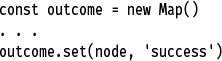 const outcome = new Map()
. . .
outcome.set(node, 'success')